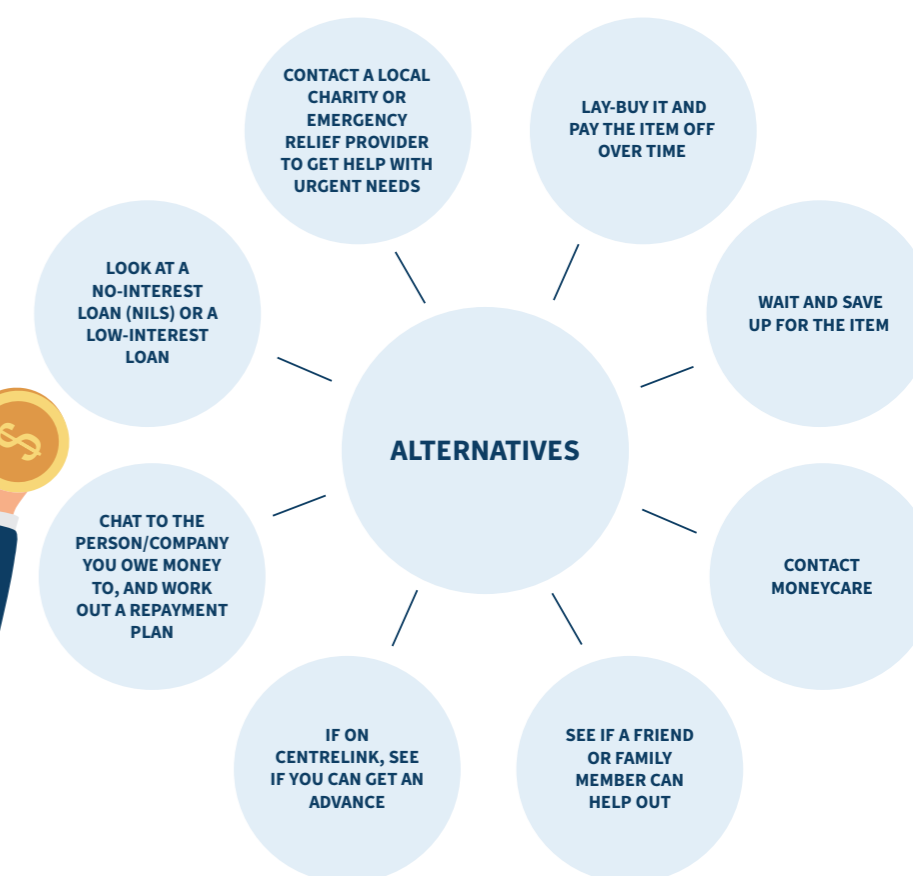 ALTERNATIVES
CONTACT A LOCAL
CHARITY OR
EMERGENCY
RELIEF PROVIDER
TO GET HELP WITH
URGENT NEEDS
LAY-BUY IT AND
PAY THE ITEM OFF
OVER TIME
WAIT AND SAVE
UP FOR THE ITEM
CONTACT
MONEYCARE
SEE IF A FRIEND
OR FAMILY
MEMBER CAN
HELP OUT
IF ON
CENTRELINK, SEE
IF YOU CAN GET AN
ADVANCE
CHAT TO THE
PERSON/COMPANY
YOU OWE MONEY
TO, AND WORK
OUT A REPAYMENT
PLAN
LOOK AT A
NO-INTEREST
LOAN (NILS) OR A
LOW-INTEREST
LOAN
$